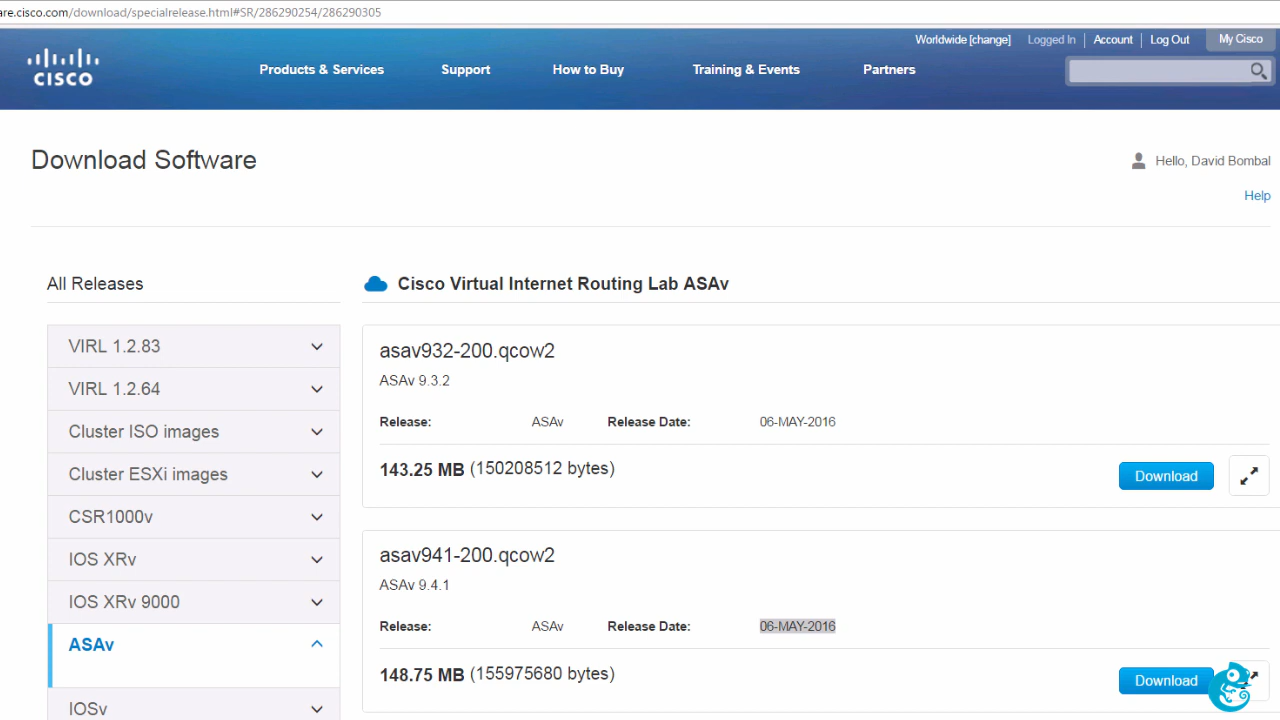 re.cisco.com/download/specialrelease.html#SR/286290254/286290305
Worldwide [change] Logged In Account Log Out My Cisco
CISCO
Products & Services Support How to Buy Training & Events Partners
Download Software
Hello, David Bombal
Help
All Releases
VIRL 1.2.83
VIRL 1.2.64
Cluster ISO images
Cluster ESXi images
CSR1000v
IOS XRv
IOS XRv 9000
ASAv
IOSv
Cisco Virtual Internet Routing Lab ASAv
asav932-200.qcow2
ASAv 9.3.2
Release: ASAv Release Date: 06-MAY-2016
143.25 MB (150208512 bytes)
Download
asav941-200.qcow2
ASAv 9.4.1
Release: ASAv Release Date: 06-MAY-2016
148.75 MB (155975680 bytes)
Download